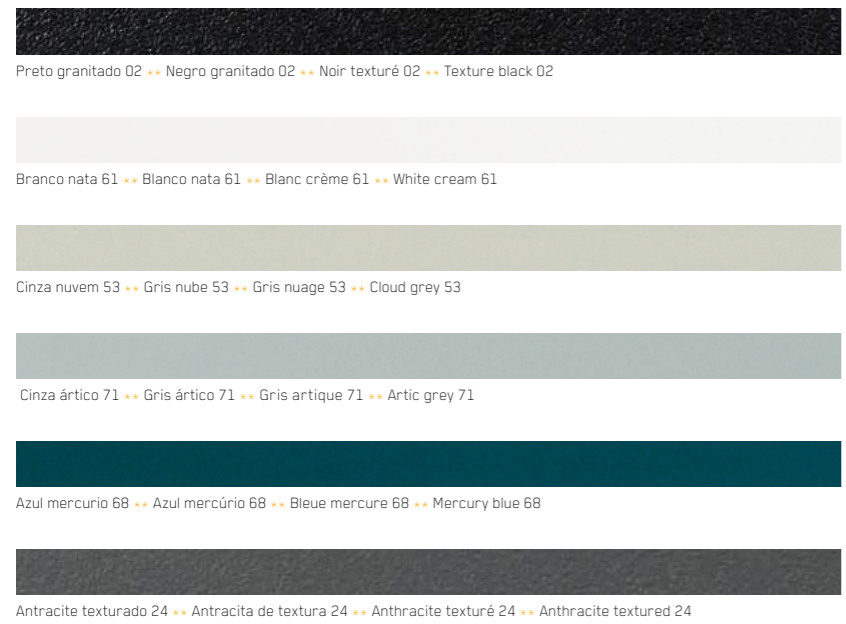 Preto granitado 02 ** Negro granitado 02 ** Noir texturé 02 ** Texture black 02
Branco nata 61 ** Blanco nata 61 ** Blanc crème 61 ** White cream 61
Cinza nuvem 53 ** Gris nube 53 ** Gris nuage 53 ** Cloud grey 53
Cinza ártico 71 ** Gris ártico 71 ** Gris artique 71 ** Artic grey 71
Azul mercurio 68 ** Azul mercúrio 68 ** Bleue mercure 68 ** Mercury blue 68
Antracite texturado 24 ** Antracita de textura 24 ** Anthracite texturé 24 ** Anthracite textured 24